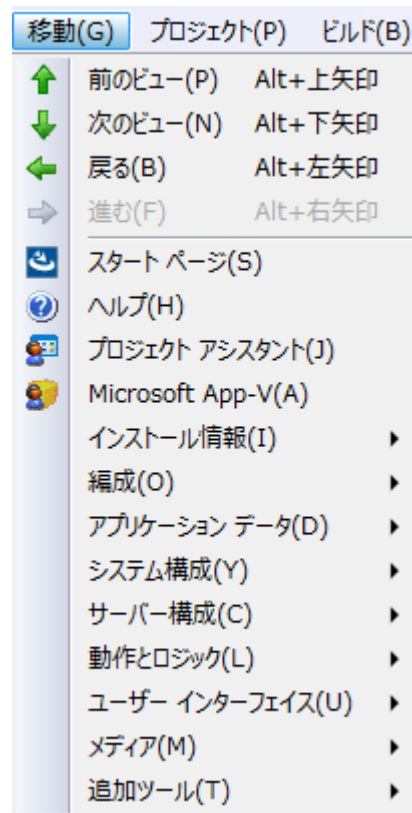 移動(G) プロジェクト(P) ビルド(B)
前のビュー(P) Alt+上矢印
次のビュー(N) Alt+下矢印
戻る(B) Alt+左矢印
進む(F) Alt+右矢印
スタート ページ(S)
ヘルプ(H)
プロジェクト アシスタント(J)
Microsoft App-V(A)
インストール情報(I)
編成(O)
アプリケーション データ(D)
システム構成(Y)
サーバー構成(C)
動作とロジック(L)
ユーザー インターフェイス(U)
メディア(M)
追加ツール(T)